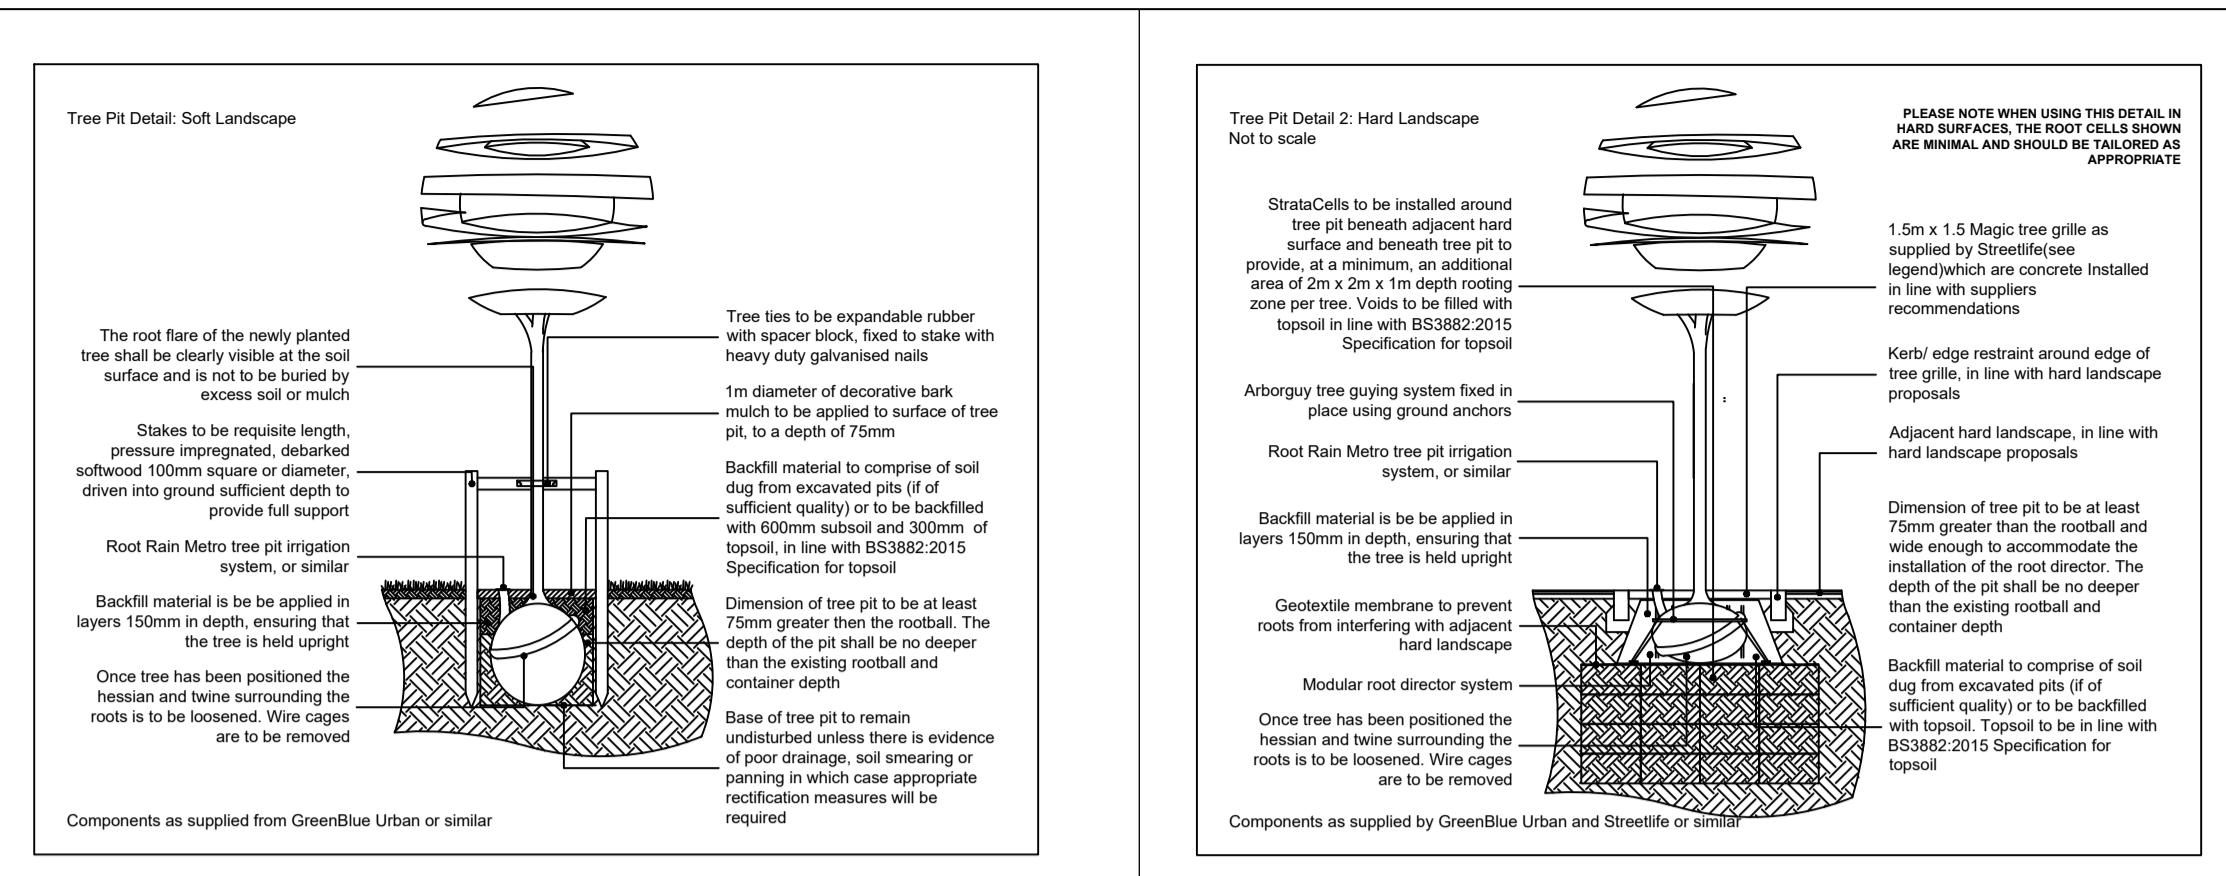 Tree Pit Detail: Soft Landscape
The root flare of the newly planted
tree shall be clearly visible at the soil
surface and is not to be buried by
excess soil or mulch
Stakes to be requisite length,
pressure impregnated, debarked
softwood 100mm square or diameter,
driven into ground sufficient depth to
provide full support
Root Rain Metro tree pit irrigation
system, or similar
Backfill material is be be applied in
layers 150mm in depth, ensuring that
the tree is held upright
Once tree has been positioned the
hessian and twine surrounding the
roots is to be loosened. Wire cages
are to be removed
Tree ties to be expandable rubber
with spacer block, fixed to stake with
heavy duty galvanised nails
1m diameter of decorative bark
mulch to be applied to surface of tree
pit, to a depth of 75mm
Backfill material to comprise of soil
dug from excavated pits (if of
sufficient quality) or to be backfilled
with 600mm subsoil and 300mm of
topsoil, in line with BS3882:2015
Specification for topsoil
Dimension of tree pit to be at least
75mm greater then the rootball. The
depth of the pit shall be no deeper
than the existing rootball and
container depth
Base of tree pit to remain
undisturbed unless there is evidence
of poor drainage, soil smearing or
panning in which case appropriate
rectification measures will be
required
Components as supplied from GreenBlue Urban or similar
Tree Pit Detail 2: Hard Landscape
Not to scale
PLEASE NOTE WHEN USING THIS DETAIL IN
HARD SURFACES, THE ROOT CELLS SHOWN
ARE MINIMAL AND SHOULD BE TAILORED AS
APPROPRIATE
StrataCells to be installed around
tree pit beneath adjacent hard
surface and beneath tree pit to
provide, at a minimum, an additional
area of 2m x 2m x 1m depth rooting
zone per tree. Voids to be filled with
topsoil in line with BS3882:2015
Specification for topsoil
Arborguy tree guying system fixed in
place using ground anchors
Root Rain Metro tree pit irrigation
system, or similar
Backfill material is be be applied in
layers 150mm in depth, ensuring that
the tree is held upright
Geotextile membrane to prevent
roots from interfering with adjacent
hard landscape
Modular root director system
Once tree has been positioned the
hessian and twine surrounding the
roots is to be loosened. Wire cages
are to be removed
:
1.5m x 1.5 Magic tree grille as
supplied by Streetlife(see
legend)which are concrete Installed
in line with suppliers
recommendations
Kerb/ edge restraint around edge of
tree grille, in line with hard landscape
proposals
Adjacent hard landscape, in line with
hard landscape proposals
Dimension of tree pit to be at least
75mm greater than the rootball and
wide enough to accommodate the
installation of the root director. The
depth of the pit shall be no deeper
than the existing rootball and
container depth
Backfill material to comprise of soil
dug from excavated pits (if of
sufficient quality) or to be backfilled
with topsoil. Topsoil to be in line with
BS3882:2015 Specification for
topsoil
Components as supplied by GreenBlue Urban and Streetlife or similar